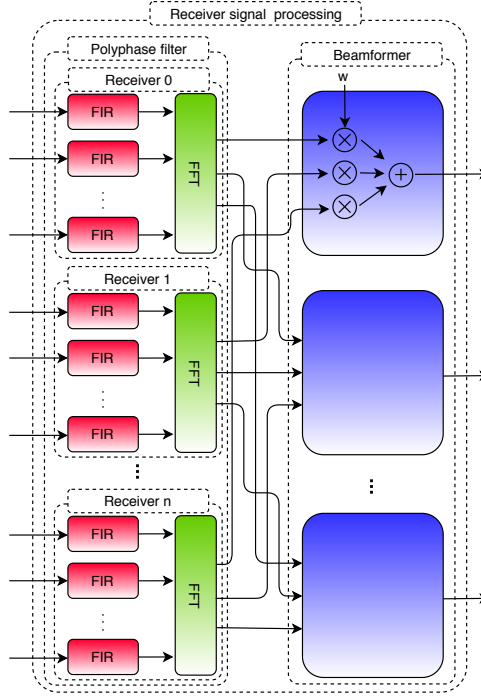 Receiver signal processing
Polyphase filter
Beamformer
Receiver 0
w
FIR
FIR
...
FIR
FFT
Receiver 1
FIR
FIR
...
FIR
FFT
...
...
Receiver n
FIR
FIR
...
FIR
FFT